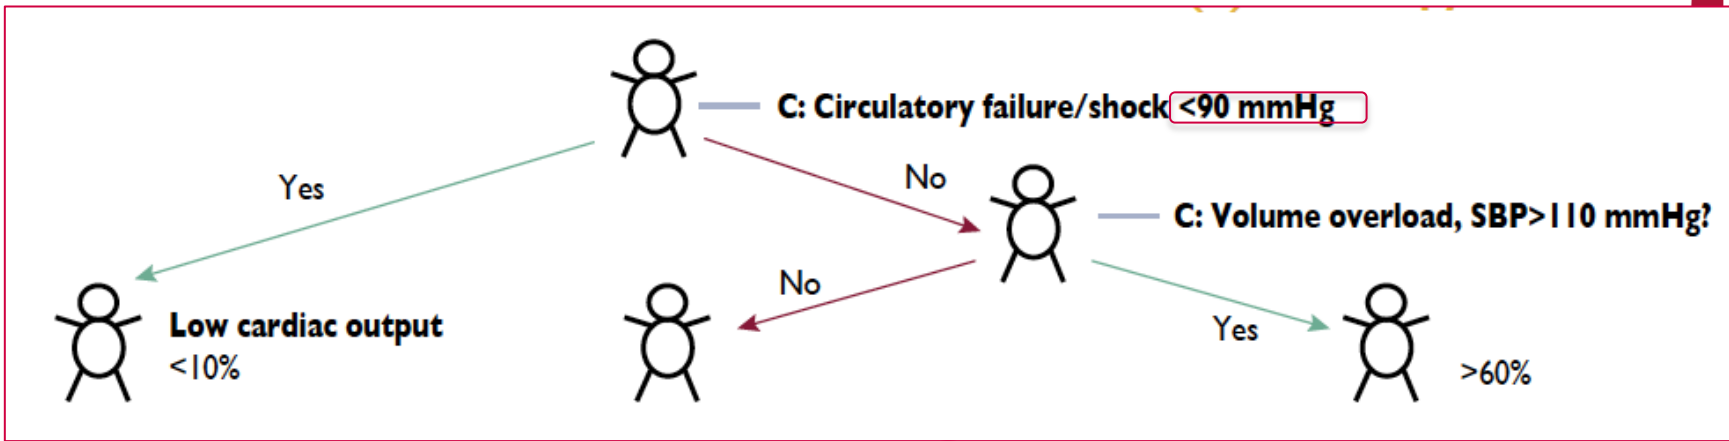 C: Circulatory failure/shock <90 mmHg
Yes
No
C: Volume overload, SBP>110 mmHg?
No
Low cardiac output
<10%
Yes
>60%